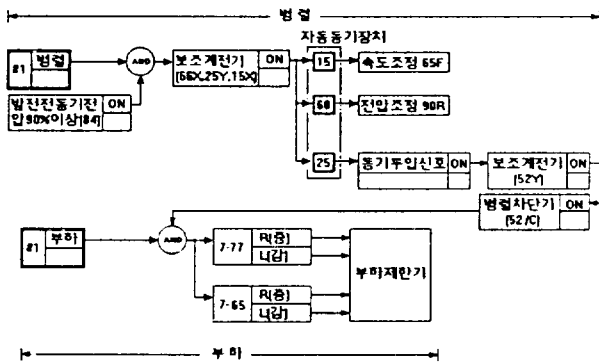 병렬
자동동기장치
#1 병렬
AND
보조계전기 ON
(66X,25Y,15X)
15
속도조정 65F
발전전동기전 ON
압90%이상(84)
60
전압조정 90R
25
동기투입신호 ON
보조계전기 ON
(52Y)
병렬차단기 ON
(52/C)
#1 부하
AND
7-77
R(증)
L(감)
부하제한기
7-65
R(증)
L(감)
부하